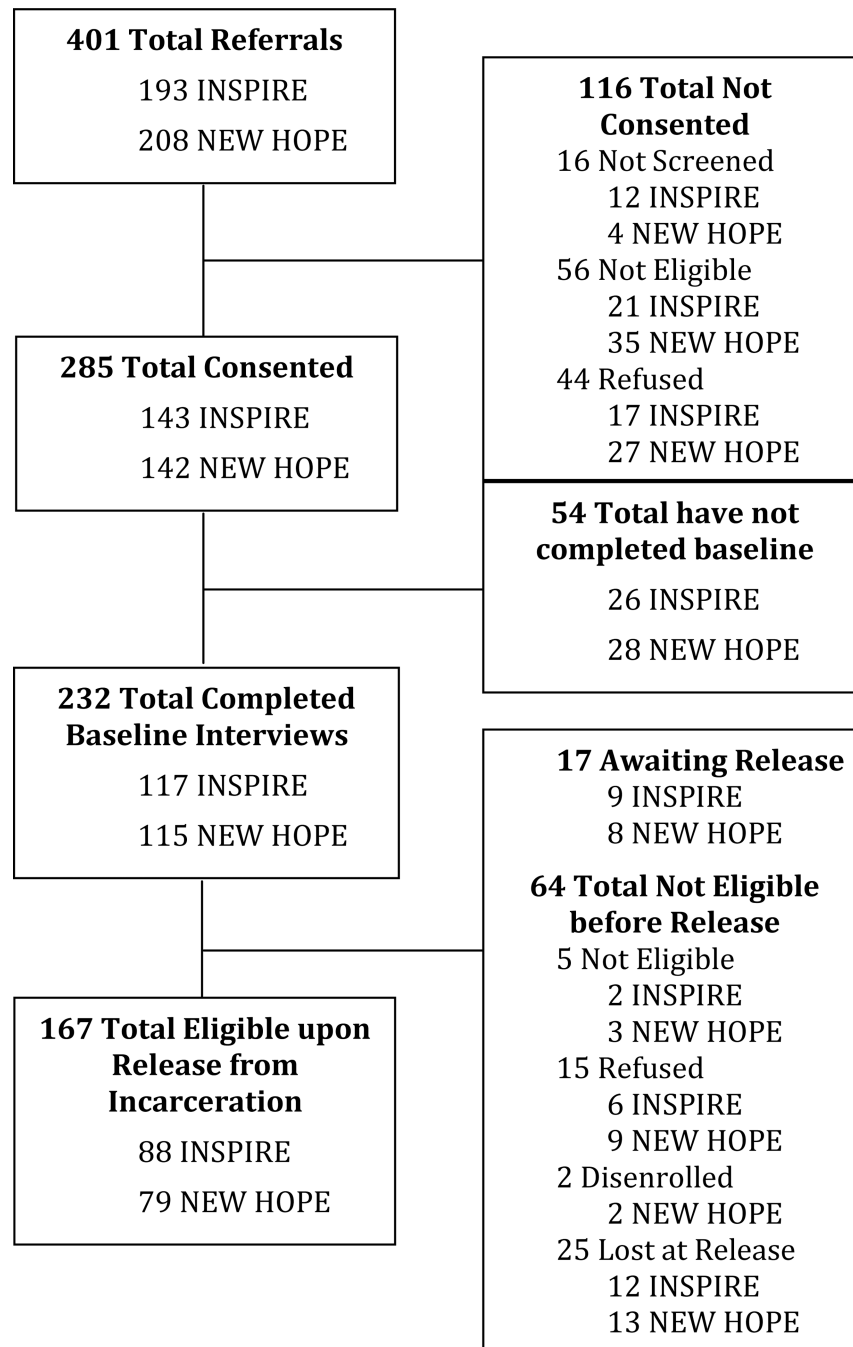 401 Total Referrals
193 INSPIRE
208 NEW HOPE
116 Total Not
Consented
16 Not Screened
12 INSPIRE
4 NEW HOPE
56 Not Eligible
21 INSPIRE
35 NEW HOPE
44 Refused
17 INSPIRE
27 NEW HOPE
285 Total Consented
143 INSPIRE
142 NEW HOPE
54 Total have not
completed baseline
26 INSPIRE
28 NEW HOPE
232 Total Completed
Baseline Interviews
117 INSPIRE
115 NEW HOPE
17 Awaiting Release
9 INSPIRE
8 NEW HOPE
64 Total Not Eligible
before Release
5 Not Eligible
2 INSPIRE
3 NEW HOPE
15 Refused
6 INSPIRE
9 NEW HOPE
2 Disenrolled
2 NEW HOPE
25 Lost at Release
12 INSPIRE
13 NEW HOPE
167 Total Eligible upon
Release from
Incarceration
88 INSPIRE
79 NEW HOPE